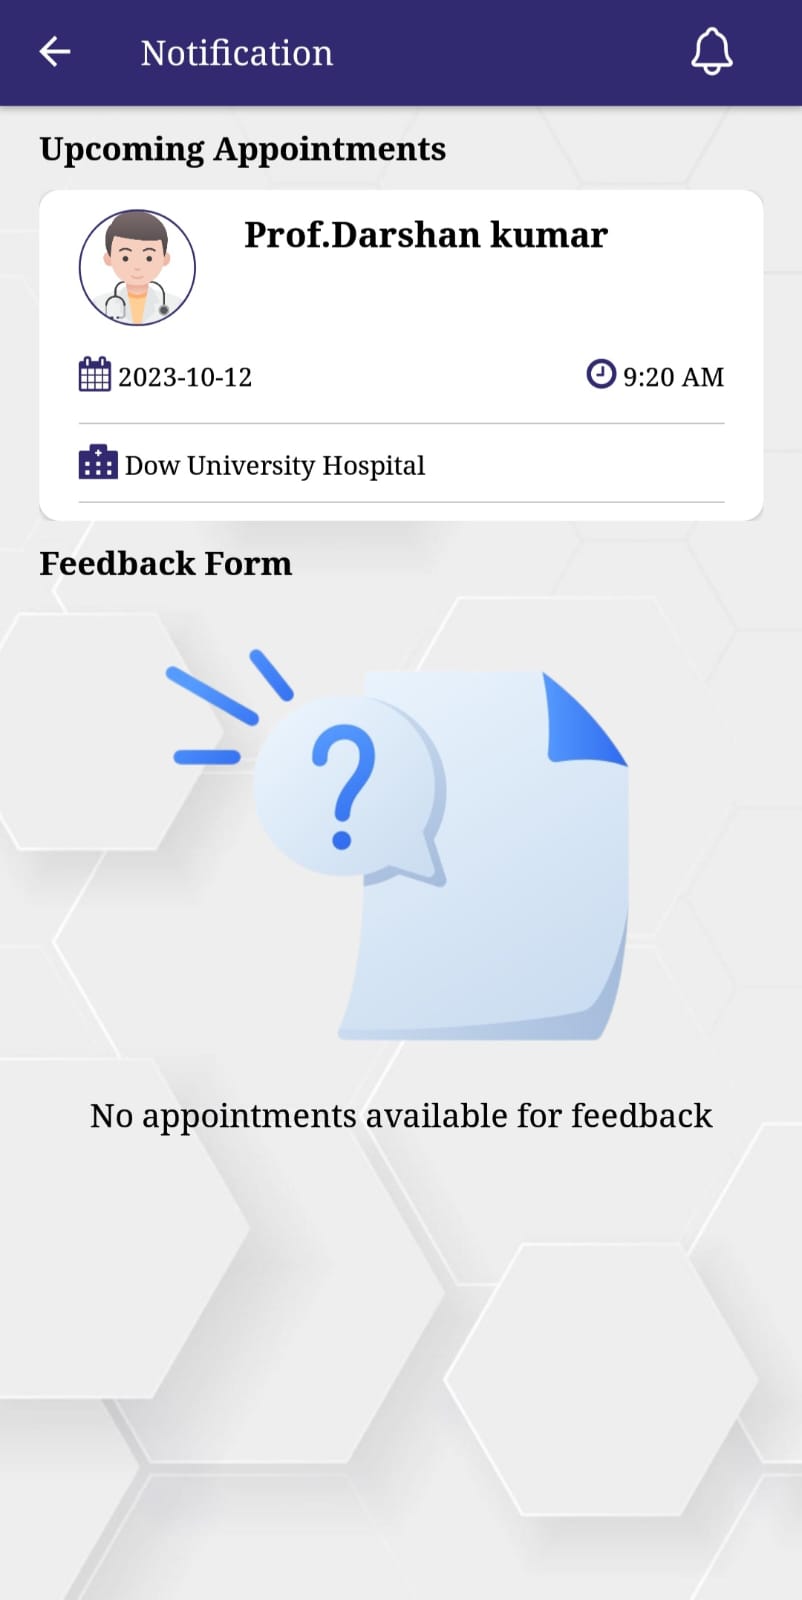 Notification
Upcoming Appointments
Prof.Darshan kumar
2023-10-12
9:20 AM
Dow University Hospital
Feedback Form
?
No appointments available for feedback